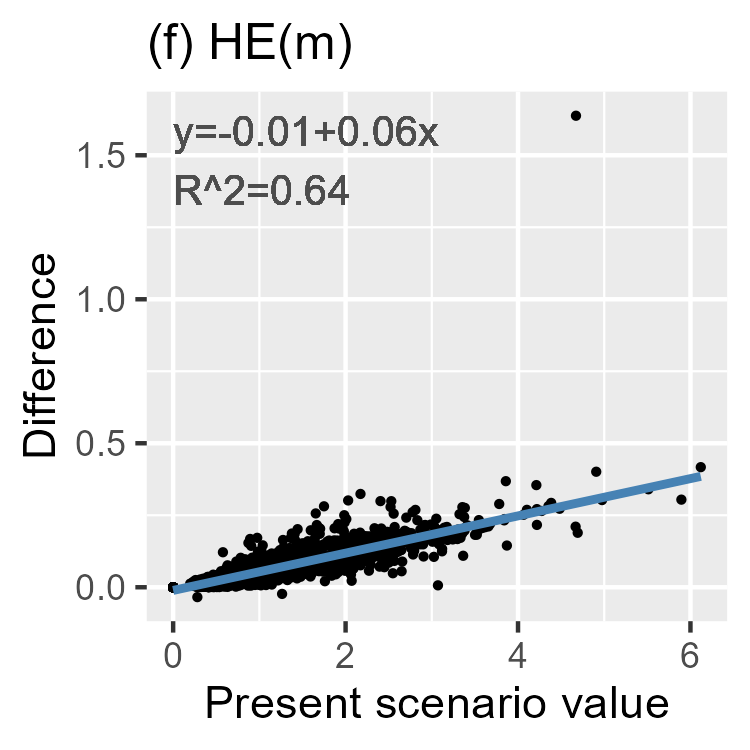 (f) HE(m)
y=-0.01+0.06x
R^2=0.64
1.5
1.0
0.5
0.0
Difference
0 2 4 6
Present scenario value